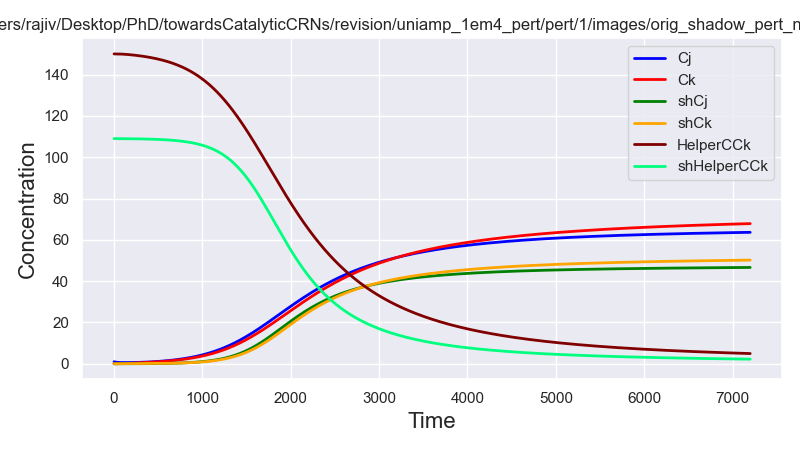 ers/rajiv/Desktop/PhD/towardsCatalyticCRNs/revision/uniamp_1em4_pert/pert/1/images/orig_shadow_pert_n
Cj
Ck
shCj
shCk
HelperCCk
shHelperCCk
Concentration
140
120
100
80
60
40
20
0
0 1000 2000 3000 4000 5000 6000 7000
Time